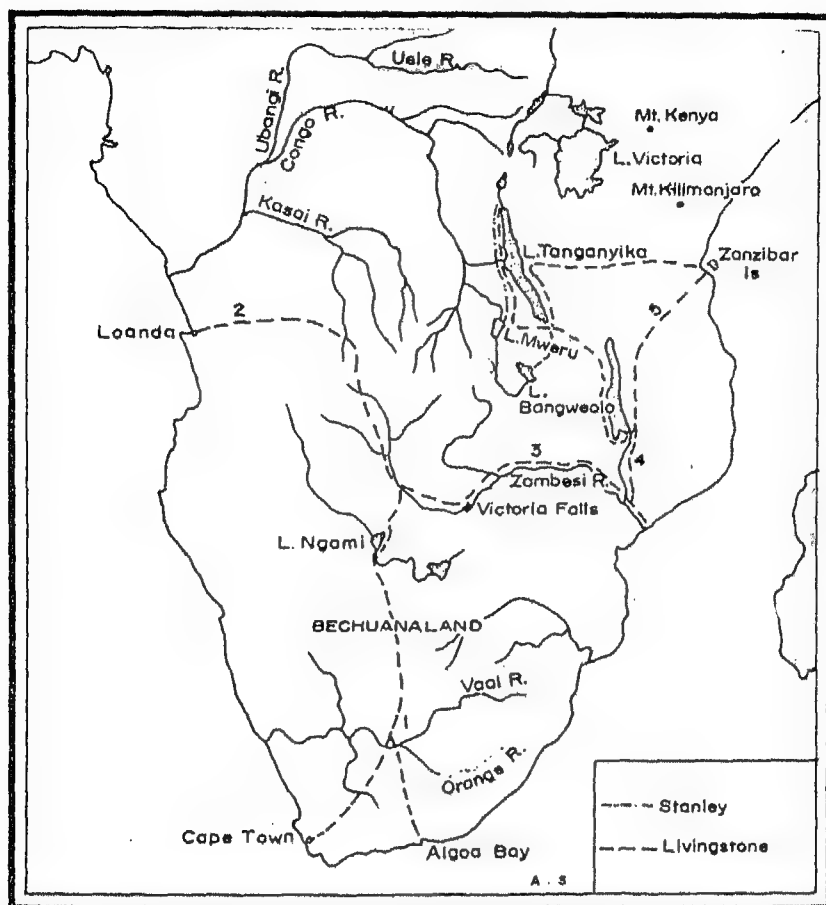 Uele R.
Ubangi R.
Congo R.
Mt. Kenya
L. Victoria
Mt. Kilimanjaro
Kasai R.
L. Tanganyika
Zanzibar
Is
2
5
Loanda
L. Mweru
L.
Bangweolo
3
4
Zambesi R.
Victoria Falls
L. Ngami
BECHUANALAND
Vaal R.
1
Orange R.
Stanley
Cape Town
Algoa Bay
Livingstone
A. S